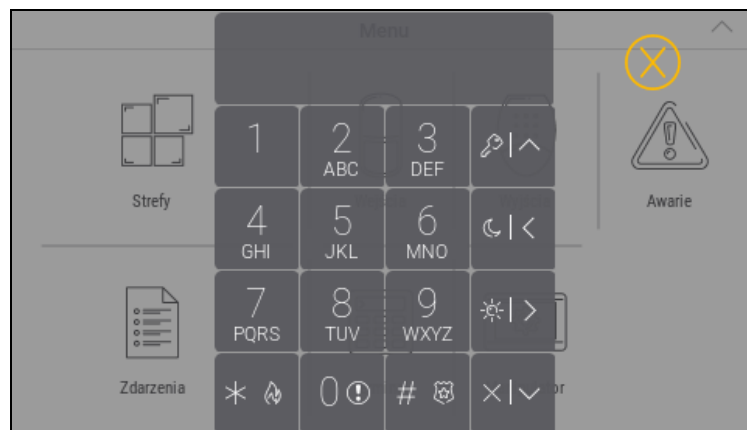 Menu
1
2
3
ABC
DEF
Strefy
Awarie
4
5
6
GHI
JKL
MNO
7
8
9
PQRS
TUV
WXYZ
Zdarzenia
*
0
#
or